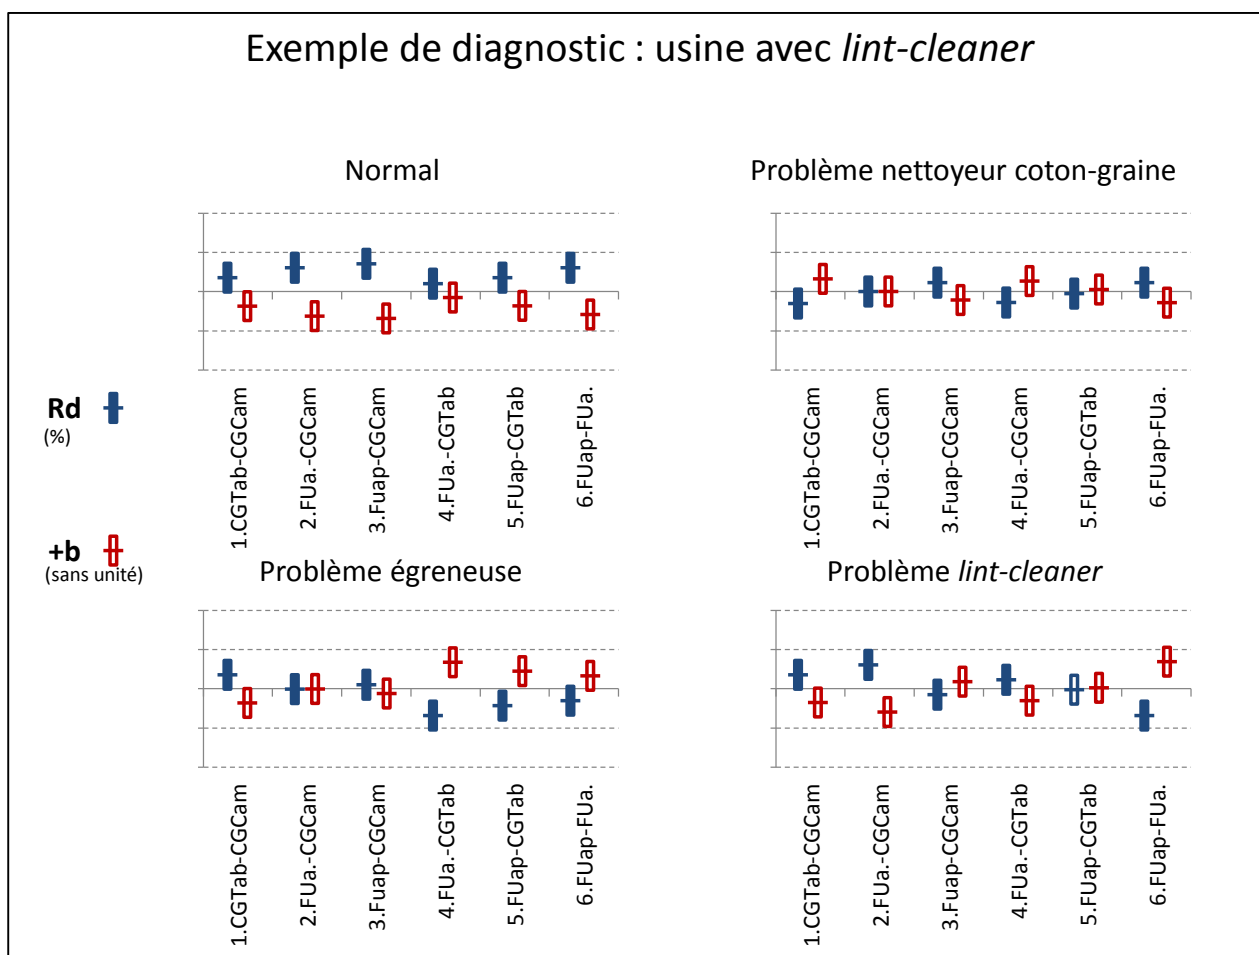 Exemple de diagnostic : usine avec lint-cleaner
Normal
1.CGTab-CGCam
2.FUa.-CGCam
3.Fuap-CGCam
4.FUa.-CGTab
5.FUap-CGTab
6.FUap-FUa.
Problème nettoyeur coton-graine
1.CGTab-CGCam
2.FUa.-CGCam
3.Fuap-CGCam
4.FUa.-CGCam
5.FUap-CGTab
6.FUap-FUa.
Rd
(%)
+b
(sans unité)
Problème égreneuse
1.CGTab-CGCam
2.FUa.-CGCam
3.Fuap-CGCam
4.FUa.-CGTab
5.FUap-CGTab
6.FUap-FUa.
Problème lint-cleaner
1.CGTab-CGCam
2.FUa.-CGCam
3.Fuap-CGCam
4.FUa.-CGTab
5.FUap-CGTab
6.FUap-FUa.